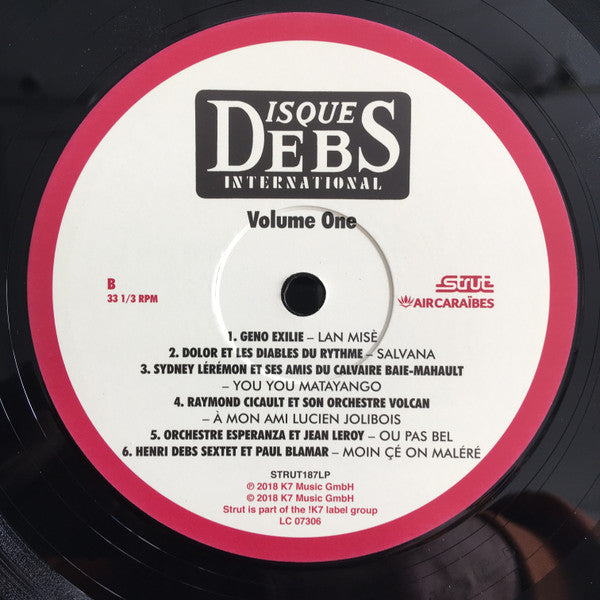 DISQUE
DEBS
INTERNATIONAL
Volume One
B
33 1/3 RPM
strut
AIRCARAÏBES
1. GENO EXILIE – LAN MISÈ
2. DOLOR ET LES DIABLES DU RYTHME – SALVANA
3. SYDNEY LÉRÉMON ET SES AMIS DU CALVAIRE BAIE-MAHAULT
– YOU YOU MATAYANGO
4. RAYMOND CICAULT ET SON ORCHESTRE VOLCAN
– À MON AMI LUCIEN JOLIBOIS
5. ORCHESTRE ESPERANZA ET JEAN LEROY – OU PAS BEL
6. HENRI DEBS SEXTET ET PAUL BLAMAR – MOIN ÇÉ ON MALÉRÉ
STRUT187LP
℗ 2018 K7 Music GmbH
© 2018 K7 Music GmbH
Strut is part of the !K7 label group
LC 07306